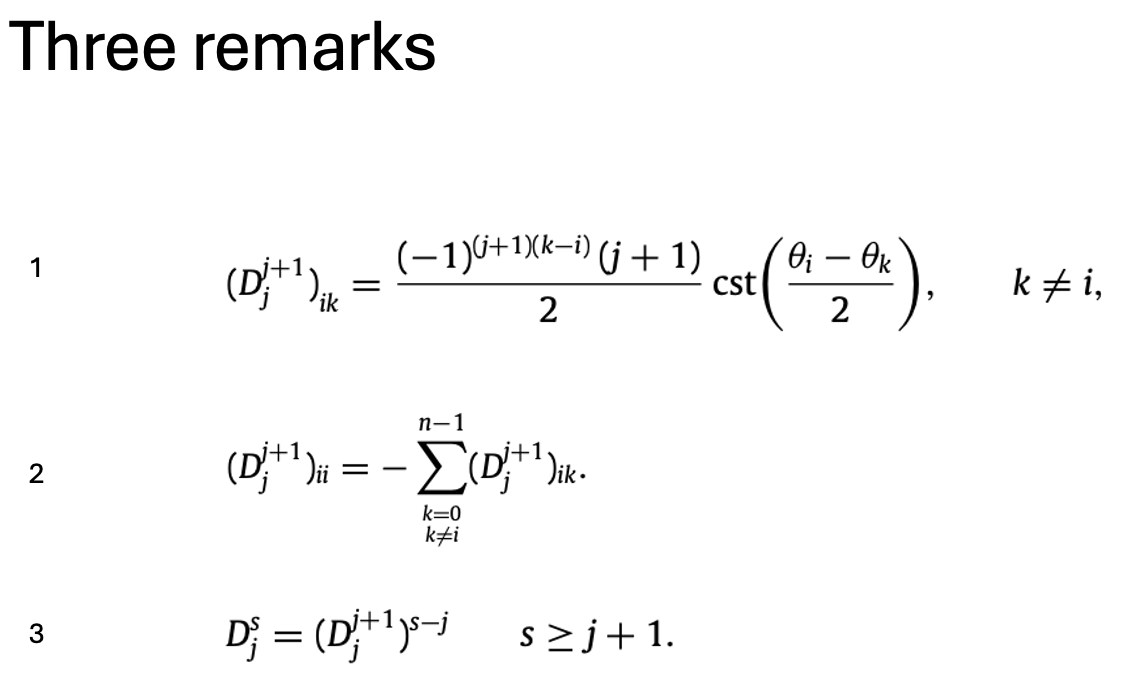 Three remarks
1 $(D_j^{j+1})_{ik} = \frac{(-1)^{(j+1)(k-i)}(j+1)}{2} \operatorname{cst}\left(\frac{\theta_i - \theta_k}{2}\right), \qquad k \neq i,$
2 $(D_j^{j+1})_{ii} = -\sum_{\substack{k=0 \\ k \neq i}}^{n-1} (D_j^{j+1})_{ik}.$
3 $D_j^s = (D_j^{j+1})^{s-j} \qquad s \geq j+1.$